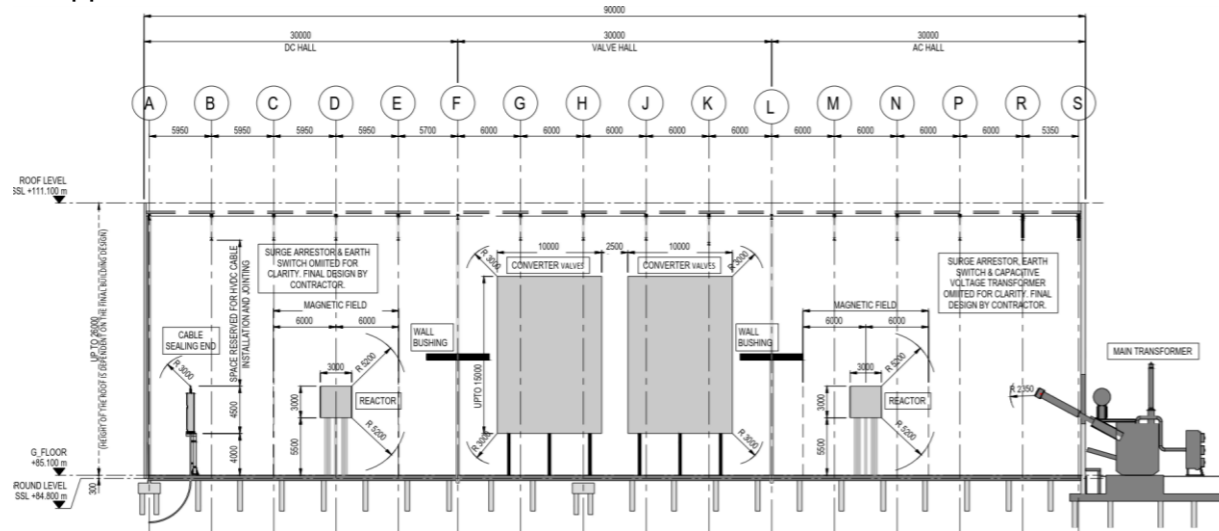 90000
30000
30000
30000
DC HALL
VALVE HALL
AC HALL
A
B
C
D
E
F
G
H
J
K
L
M
N
P
R
S
5950
5950
5950
5950
5700
6000
6000
6000
6000
6000
6000
6000
6000
6000
5350
ROOF LEVEL
SSL +111.100 m
UP TO 26000
(HEIGHT OF THE ROOF IS DEPENDENT ON THE FINAL BUILDING DESIGN)
SPACE RESERVED FOR HVDC CABLE
INSTALLATION AND JOINTING
SURGE ARRESTOR & EARTH
SWITCH OMIITED FOR
CLARITY. FINAL DESIGN BY
CONTRACTOR.
MAGNETIC FIELD
6000
6000
CABLE
SEALING END
R 3000
4500
4000
3000
R 5200
3000
REACTOR
R 5200
5500
WALL
BUSHING
R 3000
10000
2500
10000
R 3000
CONVERTER VALVES
CONVERTER VALVES
UPTO 15000
R 3000
R 3000
WALL
BUSHING
MAGNETIC FIELD
6000
6000
3000
R 5200
3000
REACTOR
R 5200
5500
SURGE ARRESTOR, EARTH
SWITCH & CAPACITIVE
VOLTAGE TRANSFORMER
OMIITED FOR CLARITY. FINAL
DESIGN BY CONTRACTOR.
MAIN TRANSFORMER
R 2350
G_FLOOR
+85.100 m
300
ROUND LEVEL
SSL +84.800 m